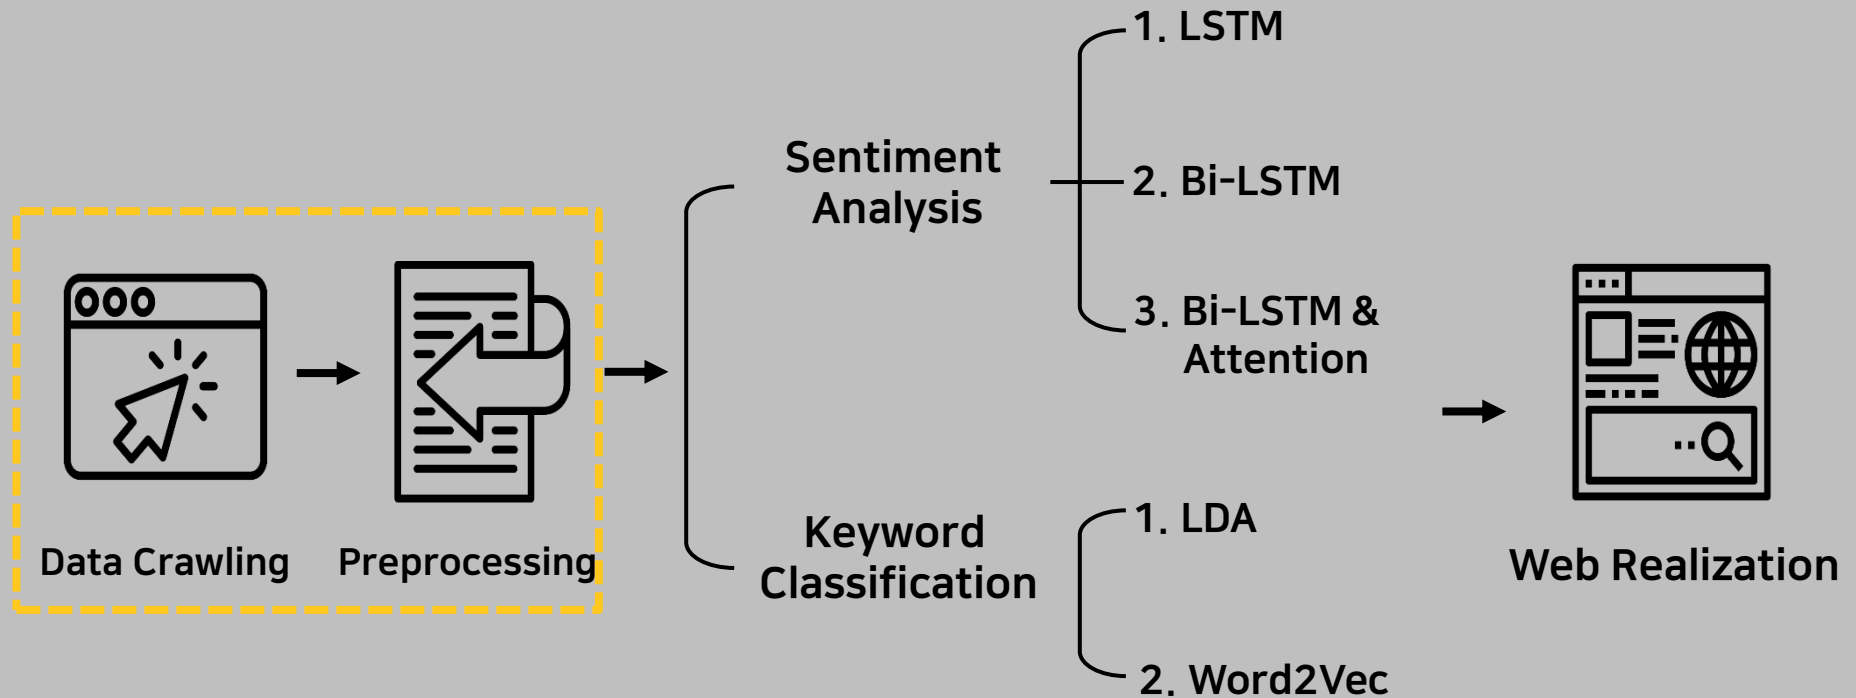 Data Crawling
Preprocessing
Sentiment
Analysis
1. LSTM
2. Bi-LSTM
3. Bi-LSTM &
Attention
Keyword
Classification
1. LDA
2. Word2Vec
Web Realization